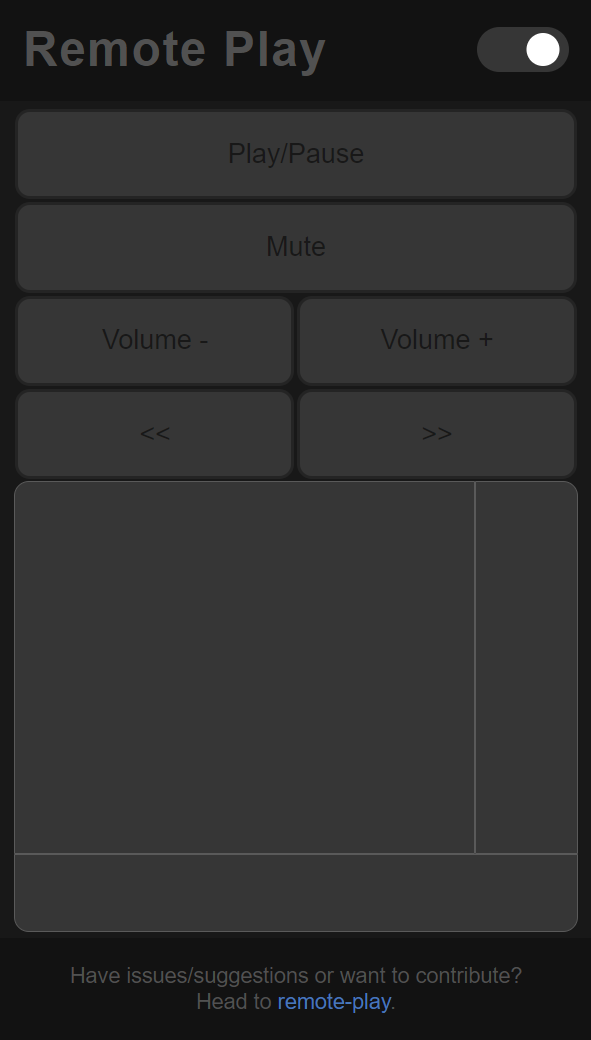 Remote Play
Play/Pause
Mute
Volume -
Volume +
<<
>>
Have issues/suggestions or want to contribute?
Head to remote-play.